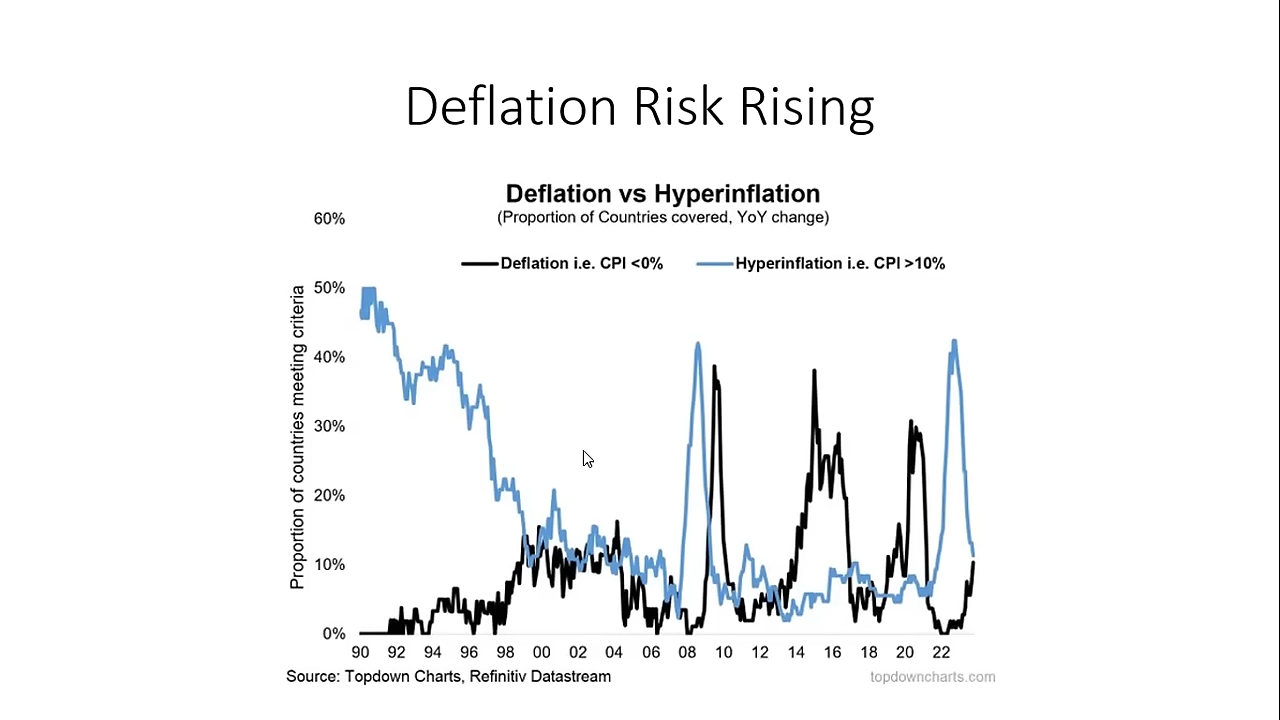 Deflation Risk Rising
Deflation vs Hyperinflation
(Proportion of Countries covered, YoY change)
Deflation i.e. CPI <0%
Hyperinflation i.e. CPI >10%
Proportion of countries meeting criteria
60%
50%
40%
30%
20%
10%
0%
90 92 94 96 98 00 02 04 06 08 10 12 14 16 18 20 22
Source: Topdown Charts, Refinitiv Datastream
topdowncharts.com